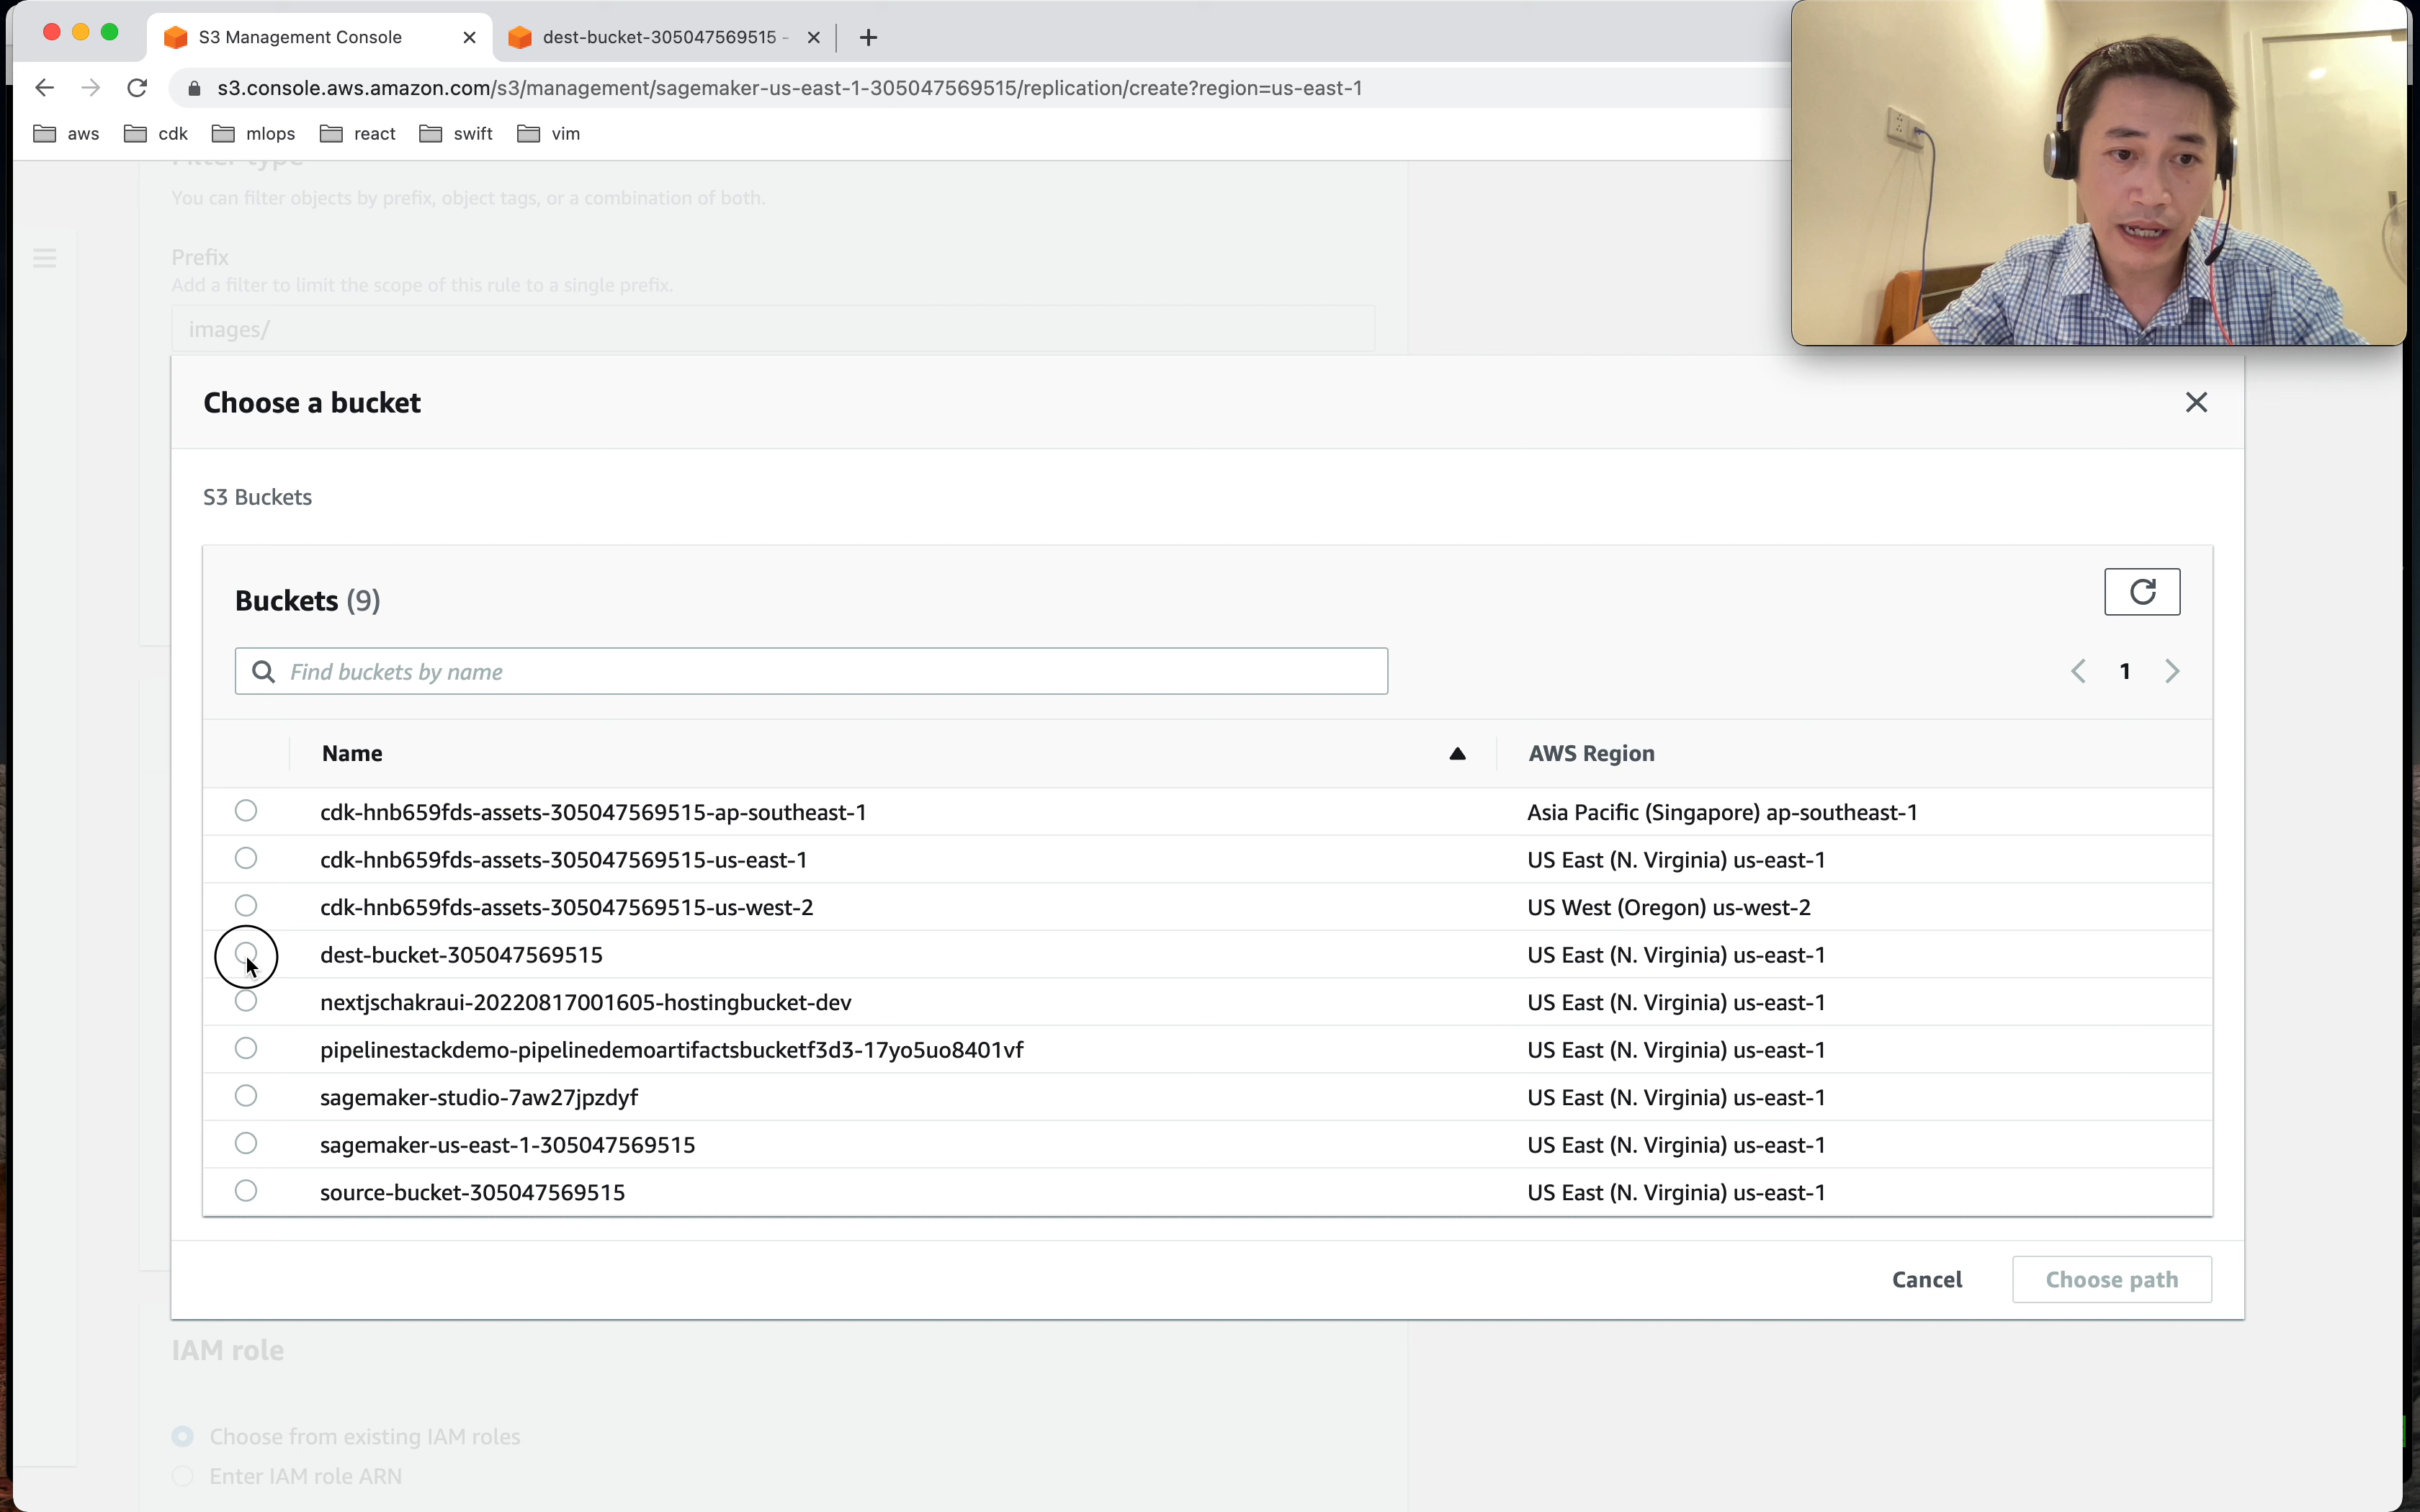 S3 Management Console
dest-bucket-305047569515 -
s3.console.aws.amazon.com/s3/management/sagemaker-us-east-1-305047569515/replication/create?region=us-east-1
aws
cdk
mlops
react
swift
vim
Filter type
You can filter objects by prefix, object tags, or a combination of both.
Prefix
Add a filter to limit the scope of this rule to a single prefix.
images/
Choose a bucket
S3 Buckets
Buckets (9)
Find buckets by name
1
Name AWS Region
cdk-hnb659fds-assets-305047569515-ap-southeast-1 Asia Pacific (Singapore) ap-southeast-1
cdk-hnb659fds-assets-305047569515-us-east-1 US East (N. Virginia) us-east-1
cdk-hnb659fds-assets-305047569515-us-west-2 US West (Oregon) us-west-2
dest-bucket-305047569515 US East (N. Virginia) us-east-1
nextjschakraui-20220817001605-hostingbucket-dev US East (N. Virginia) us-east-1
pipelinestackdemo-pipelinedemoartifactsbucketf3d3-17yo5uo8401vf US East (N. Virginia) us-east-1
sagemaker-studio-7aw27jpzdyf US East (N. Virginia) us-east-1
sagemaker-us-east-1-305047569515 US East (N. Virginia) us-east-1
source-bucket-305047569515 US East (N. Virginia) us-east-1
Cancel
Choose path
IAM role
Choose from existing IAM roles
Enter IAM role ARN